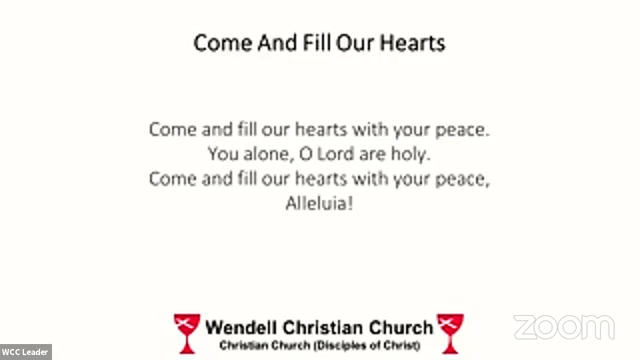 Come And Fill Our Hearts
Come and fill our hearts with your peace.
You alone, O Lord are holy.
Come and fill our hearts with your peace,
Alleluia!
Wendell Christian Church
Christian Church (Disciples of Christ)
zoom
WCC Leader